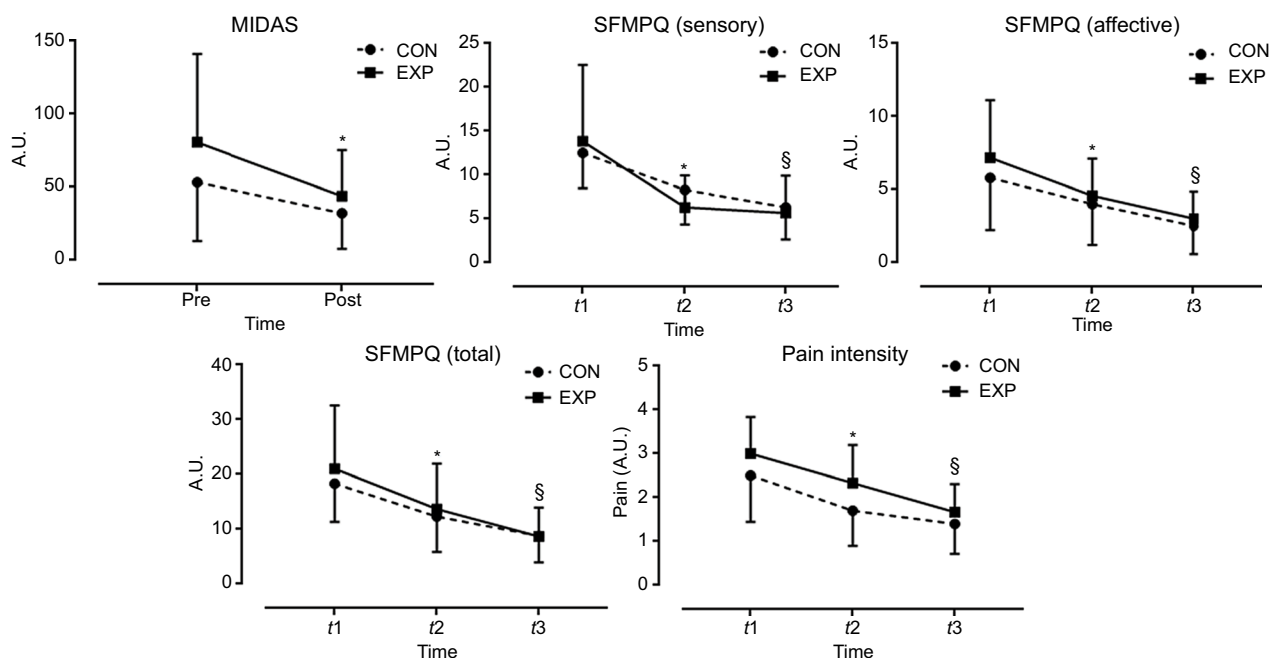 MIDAS
150
100
50
0
A.U.
CON
EXP
*
Pre
Post
Time
SFMPQ (sensory)
25
20
15
10
5
0
A.U.
CON
EXP
*
§
t1
t2
t3
Time
SFMPQ (affective)
15
10
5
0
A.U.
CON
EXP
*
§
t1
t2
t3
Time
SFMPQ (total)
40
30
20
10
0
A.U.
CON
EXP
*
§
t1
t2
t3
Time
Pain intensity
5
4
3
2
1
0
Pain (A.U.)
CON
EXP
*
§
t1
t2
t3
Time